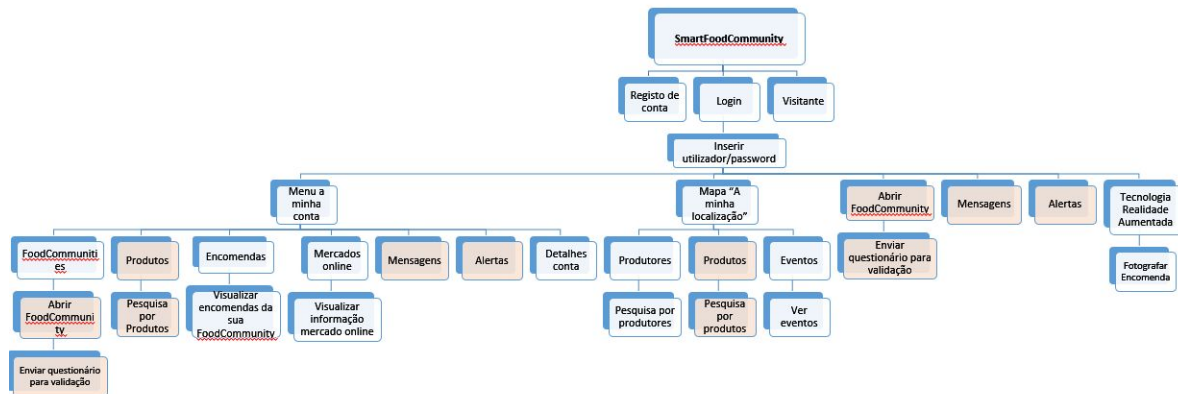 SmartFoodCommunity
Registo de
conta
Login
Visitante
Inserir
utilizador/password
Menu a
minha
conta
Mapa "A
minha
localização"
Abrir
FoodCommunity
Mensagens
Alertas
Tecnologia
Realidade
Aumentada
FoodCommuniti
es
Produtos
Encomendas
Mercados
online
Mensagens
Alertas
Detalhes
conta
Produtores
Produtos
Eventos
Enviar
questionário para
validação
Fotografar
Encomenda
Abrir
FoodCommuni
ty
Pesquisa
por
Produtos
Visualizar
encomendas da
sua
FoodCommunity
Visualizar
informação
mercado online
Pesquisa por
produtores
Pesquisa
por
produtos
Ver
eventos
Enviar questionário
para validação